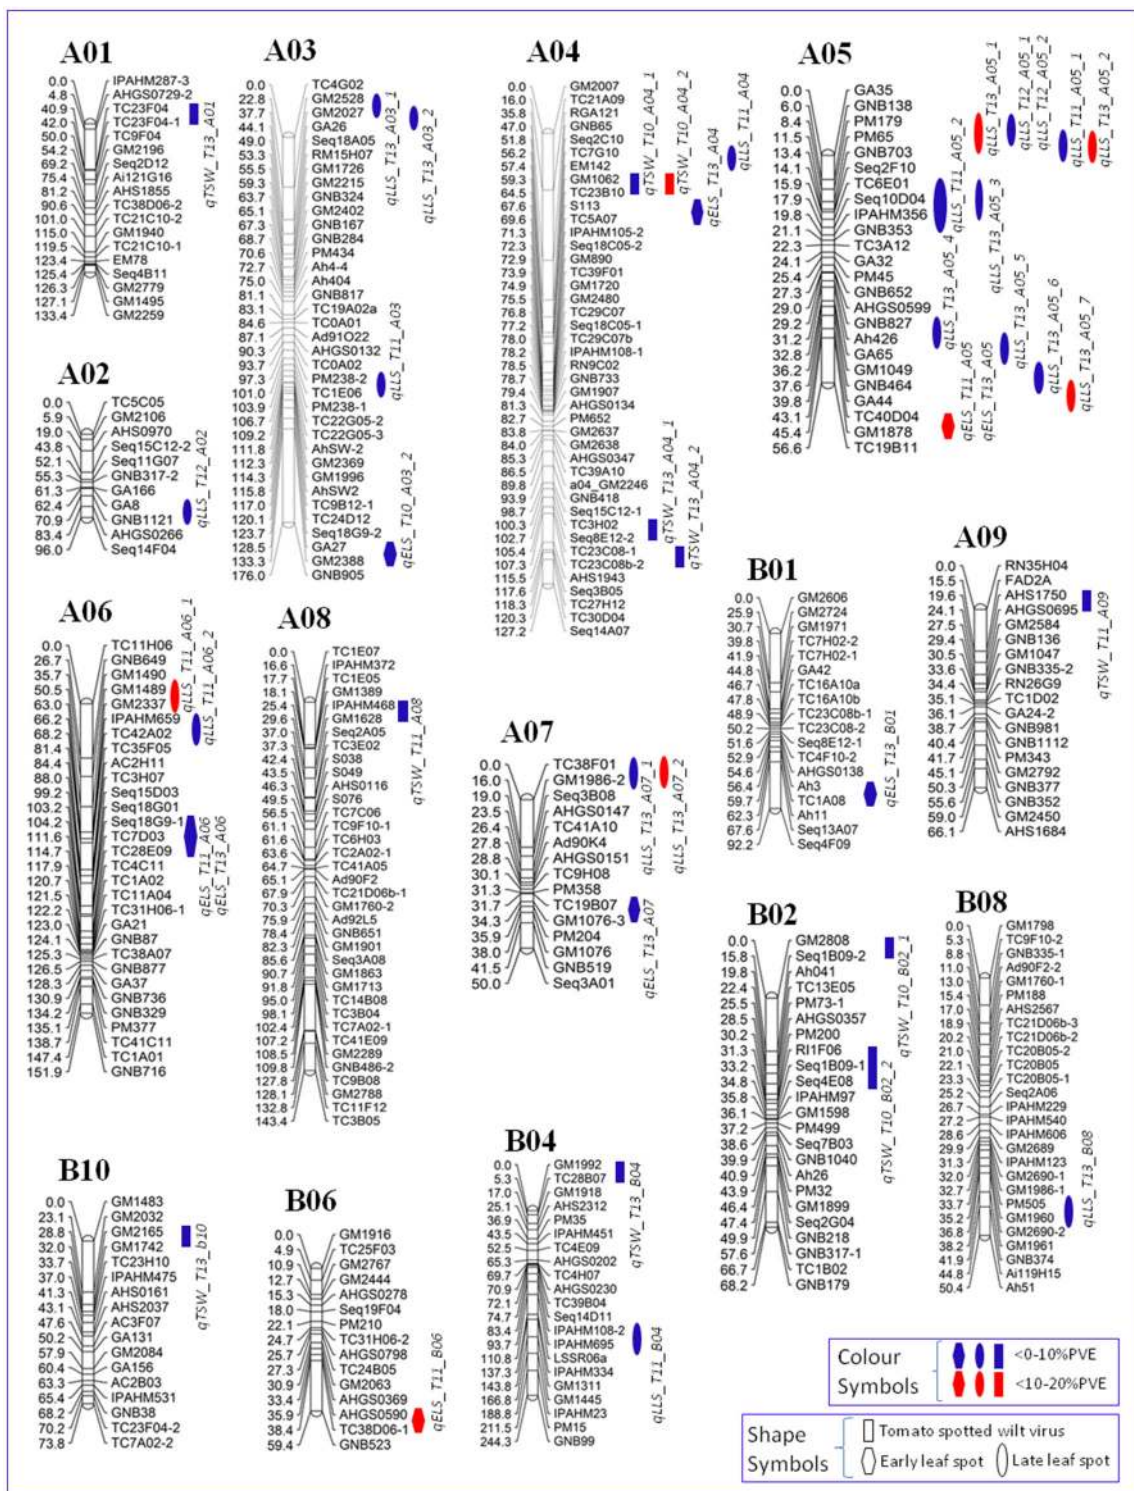 A01
0.0 IPAHM287-3
4.8 AHGS0729-2
40.9 TC23F04
42.0 TC23F04-1
50.0 TC9F04
54.2 GM2196
69.2 Seq2D12
75.4 Ai121G16
81.2 AHS1855
90.6 TC38D06-2
101.0 TC21C10-2
115.0 GM1940
119.5 TC21C10-1
123.4 EM78
125.4 Seq4B11
126.3 GM2779
127.1 GM1495
133.4 GM2259
qTSW_T13_A01
A02
0.0 TC5C05
5.9 GM2106
19.0 AHS0970
43.8 Seq15C12-2
52.1 Seq11G07
55.3 GNB317-2
61.3 GA166
62.4 GA8
70.9 GNB1121
83.4 AHGS0266
96.0 Seq14F04
qLLS_T12_A02
A03
0.0 TC4G02
22.8 GM2528
37.7 GM2027
44.1 GA26
49.0 Seq18A05
53.3 RM15H07
55.5 GM1726
59.3 GM2215
63.7 GNB324
65.1 GM2402
67.3 GNB167
68.7 GNB284
70.6 PM434
72.7 Ah4-4
75.0 Ah404
81.1 GNB817
83.1 TC19A02a
84.6 TC0A01
87.1 Ad91O22
90.3 AHGS0132
93.7 TC0A02
97.3 PM238-2
101.0 TC1E06
103.9 PM238-1
106.7 TC22G05-2
109.2 TC22G05-3
111.8 AhSW-2
112.3 GM2369
114.3 GM1996
115.8 AhSW2
117.0 TC9B12-1
120.1 TC24D12
123.7 Seq18G9-2
128.5 GA27
133.3 GM2388
176.0 GNB905
qLLS_T13_A03_1
qLLS_T13_A03_2
qLLS_T11_A03
qELS_T10_A03_2
A04
0.0 GM2007
16.0 TC21A09
35.8 RGA121
47.0 GNB65
51.8 Seq2C10
56.2 TC7G10
57.4 EM142
59.3 GM1062
64.5 TC23B10
67.6 S113
69.6 TC5A07
71.3 IPAHM105-2
72.3 Seq18C05-2
72.9 GM890
73.9 TC39F01
74.9 GM1720
75.5 GM2480
76.8 TC29C07
77.2 Seq18C05-1
78.0 TC29C07b
78.2 IPAHM108-1
78.5 RN9C02
78.7 GNB733
79.4 GM1907
81.3 AHGS0134
82.7 PM652
83.8 GM2637
84.0 GM2638
85.3 AHGS0347
86.5 TC39A10
89.8 a04_GM2246
93.9 GNB418
98.7 Seq15C12-1
100.3 TC3H02
102.7 Seq8E12-2
105.4 TC23C08-1
107.3 TC23C08b-2
115.5 AHS1943
117.6 Seq3B05
118.3 TC27H12
120.3 TC30D04
127.2 Seq14A07
qTSW_T10_A04_1
qTSW_T10_A04_2
qELS_T13_A04
qLLS_T11_A04
qTSW_T13_A04_1
qTSW_T13_A04_2
A05
0.0 GA35
6.0 GNB138
8.4 PM179
11.5 PM65
13.4 GNB703
14.1 Seq2F10
15.9 TC6E01
17.9 Seq10D04
19.8 IPAHM356
21.1 GNB353
22.3 TC3A12
24.1 GA32
25.4 PM45
27.3 GNB652
29.0 AHGS0599
29.2 GNB827
31.2 Ah426
32.8 GA65
36.2 GM1049
37.6 GNB464
39.8 GA44
43.1 TC40D04
45.4 GM1878
56.6 TC19B11
qLLS_T13_A05_1
qLLS_T12_A05_1
qLLS_T12_A05_2
qLLS_T11_A05_1
qLLS_T13_A05_2
qLLS_T11_A05_2
qLLS_T13_A05_3
qLLS_T13_A05_4
qLLS_T13_A05_5
qLLS_T13_A05_6
qLLS_T13_A05_7
qELS_T11_A05
qELS_T13_A05
A06
0.0 TC11H06
26.7 GNB649
31.1 GM1490
50.5 GM1489
63.0 GM2337
66.2 IPAHM659
68.2 TC42A02
81.4 TC35F05
84.4 AC2H11
88.0 TC3H07
99.2 Seq15D03
103.2 Seq18G01
104.2 Seq18G9-1
111.6 TC7D03
114.7 TC28E09
117.9 TC4C11
120.7 TC1A02
121.5 TC11A04
122.2 TC31H06-1
123.0 GA21
124.1 GNB87
125.3 TC38A07
126.5 GNB877
128.3 GA37
130.9 GNB736
134.2 GNB329
135.1 PM377
138.7 TC41C11
147.4 TC1A01
151.9 GNB716
qLLS_T11_A06_1
qLLS_T11_A06_2
qELS_T11_A06
qELS_T13_A06
A08
0.0 TC1E07
16.6 IPAHM372
17.7 TC1E05
18.1 GM1389
25.4 IPAHM468
29.6 GM1628
37.0 Seq2A05
37.3 TC3E02
42.4 S038
43.5 S049
46.3 AHS0116
49.5 S076
56.5 TC7C06
61.1 TC9F10-1
61.6 TC6H03
63.6 TC2A02-1
64.7 TC41A05
65.1 Ad90F2
67.9 TC21D06b-1
70.3 GM1760-2
75.9 Ad92L5
78.4 GNB651
82.3 GM1901
85.6 Seq3A08
90.7 GM1863
91.8 GM1713
95.0 TC14B08
98.1 TC3B04
102.4 TC7A02-1
107.2 TC41E09
108.5 GM2289
109.8 GNB486-2
127.8 TC9B08
128.1 GM2788
132.8 TC11F12
143.4 TC3B05
qTSW_T11_A08
A07
0.0 TC38F01
16.0 GM1986-2
19.0 Seq3B08
23.5 AHGS0147
26.4 TC41A10
27.8 Ad90K4
28.8 AHGS0151
30.1 TC9H08
31.3 PM358
31.7 TC19B07
34.3 GM1076-3
35.9 PM204
38.0 GM1076
41.5 GNB519
50.0 Seq3A01
qLLS_T13_A07_1
qLLS_T13_A07_2
qELS_T13_A07
B01
0.0 GM2606
25.9 GM2724
30.7 GM1971
39.8 TC7H02-2
41.9 TC7H02-1
44.8 GA42
46.7 TC16A10a
47.7 TC16A10b
48.9 TC23C08b-1
50.2 TC23C08-2
51.6 Seq8E12-1
52.9 TC4F10-2
54.6 AHGS0138
56.4 Ah3
59.7 TC1A08
62.3 Ah11
67.6 Seq13A07
92.2 Seq4F09
qELS_T13_B01
A09
0.0 RN35H04
15.5 FAD2A
19.6 AHS1750
24.1 AHGS0695
27.5 GM2584
29.4 GNB136
30.5 GM1047
33.6 GNB335-2
34.4 RN26G9
35.1 TC1D02
36.1 GA24-2
38.7 GNB981
40.4 GNB1112
41.7 PM343
45.1 GM2792
50.3 GNB377
55.6 GNB352
59.0 GM2450
66.1 AHS1684
qTSW_T11_A09
B02
0.0 GM2808
15.8 Seq1B09-2
19.8 Ah041
22.4 TC13E05
25.5 PM73-1
28.5 AHGS0357
30.2 PM200
31.3 RI1F06
33.2 Seq1B09-1
34.8 Seq4E08
35.8 IPAHM97
36.1 GM1598
37.2 PM499
38.6 Seq7B03
39.9 GNB1040
40.9 Ah26
43.9 PM32
46.4 GM1899
47.4 Seq2G04
49.9 GNB218
57.6 GNB317-1
66.7 TC1B02
68.2 GNB179
qTSW_T10_B02_1
qTSW_T10_B02_2
B08
0.0 GM1798
5.3 TC9F10-2
8.8 GNB335-1
11.0 Ad90F2-2
13.0 GM1760-1
15.4 PM188
17.0 AHS2567
18.9 TC21D06b-3
20.2 TC21D06b-2
21.0 TC20B05-2
22.1 TC20B05
23.3 TC20B05-1
25.2 Seq2A06
26.7 IPAHM229
27.2 IPAHM540
28.6 IPAHM606
29.9 GM2689
31.3 IPAHM123
32.0 GM2690-1
32.7 GM1986-1
33.7 PM505
35.2 GM1960
36.8 GM2690-2
38.2 GM1961
41.9 GNB374
44.8 Ai119H15
50.4 Ah51
qLLS_T13_B08
B10
0.0 GM1483
23.1 GM2032
28.8 GM2165
32.0 GM1742
33.7 TC23H10
37.0 IPAHM475
41.3 AHS0161
43.1 AHS2037
47.6 AC3F07
50.2 GA131
57.9 GM2084
60.4 GA156
63.3 AC2B03
65.4 IPAHM531
68.2 GNB38
70.2 TC23F04-2
73.8 TC7A02-2
qTSW_T13_b10
B06
0.0 GM1916
4.9 TC25F03
10.9 GM2767
12.7 GM2444
15.3 AHGS0278
18.0 Seq19F04
22.1 PM210
24.7 TC31H06-2
25.7 AHGS0798
27.3 TC24B05
30.9 GM2063
33.4 AHGS0369
35.9 AHGS0590
38.4 TC38D06-1
59.4 GNB523
qELS_T11_B06
B04
0.0 GM1992
5.3 TC28B07
17.0 GM1918
25.1 AHS2312
36.9 PM35
43.5 IPAHM451
52.5 TC4E09
65.3 AHGS0202
69.7 TC4H07
70.9 AHGS0230
72.1 TC39B04
74.7 Seq14D11
83.4 IPAHM108-2
93.7 IPAHM695
110.8 LSSR06a
137.3 IPAHM334
143.8 GM1311
166.8 GM1445
188.8 IPAHM23
211.5 PM15
244.3 GNB99
qTSW_T13_B04
qLLS_T11_B04
Colour Symbols
<0-10%PVE
<10-20%PVE
Shape Symbols
Tomato spotted wilt virus
Early leaf spot Late leaf spot